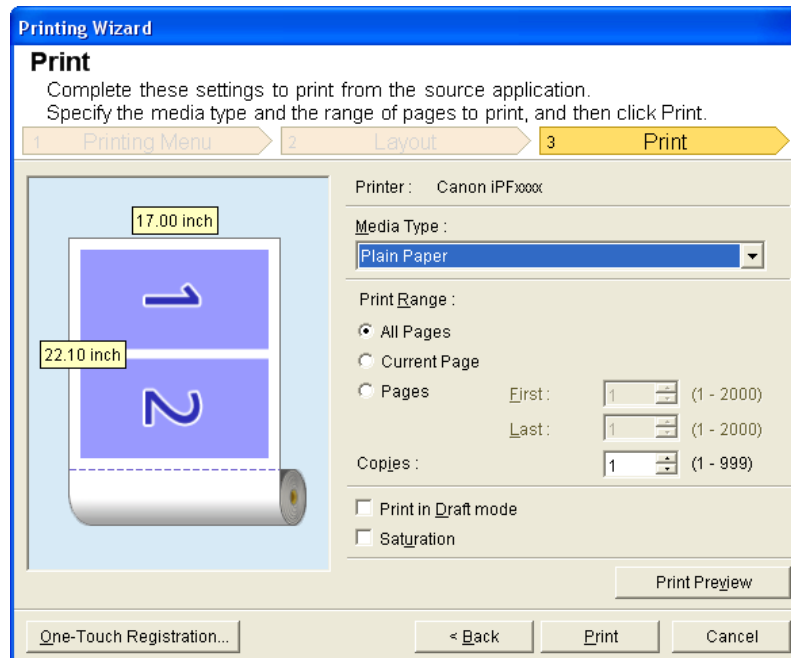 Printing Wizard
Print
Complete these settings to print from the source application.
Specify the media type and the range of pages to print, and then click Print.
1 Printing Menu 2 Layout 3 Print
Printer : Canon iPFxxxx
17.00 inch
Media Type :
Plain Paper
1
Print Range :
All Pages
22.10 inch
Current Page
Pages First : 1 (1 - 2000)
2
Last : 1 (1 - 2000)
Copies : 1 (1 - 999)
Print in Draft mode
Saturation
Print Preview
One-Touch Registration... < Back Print Cancel